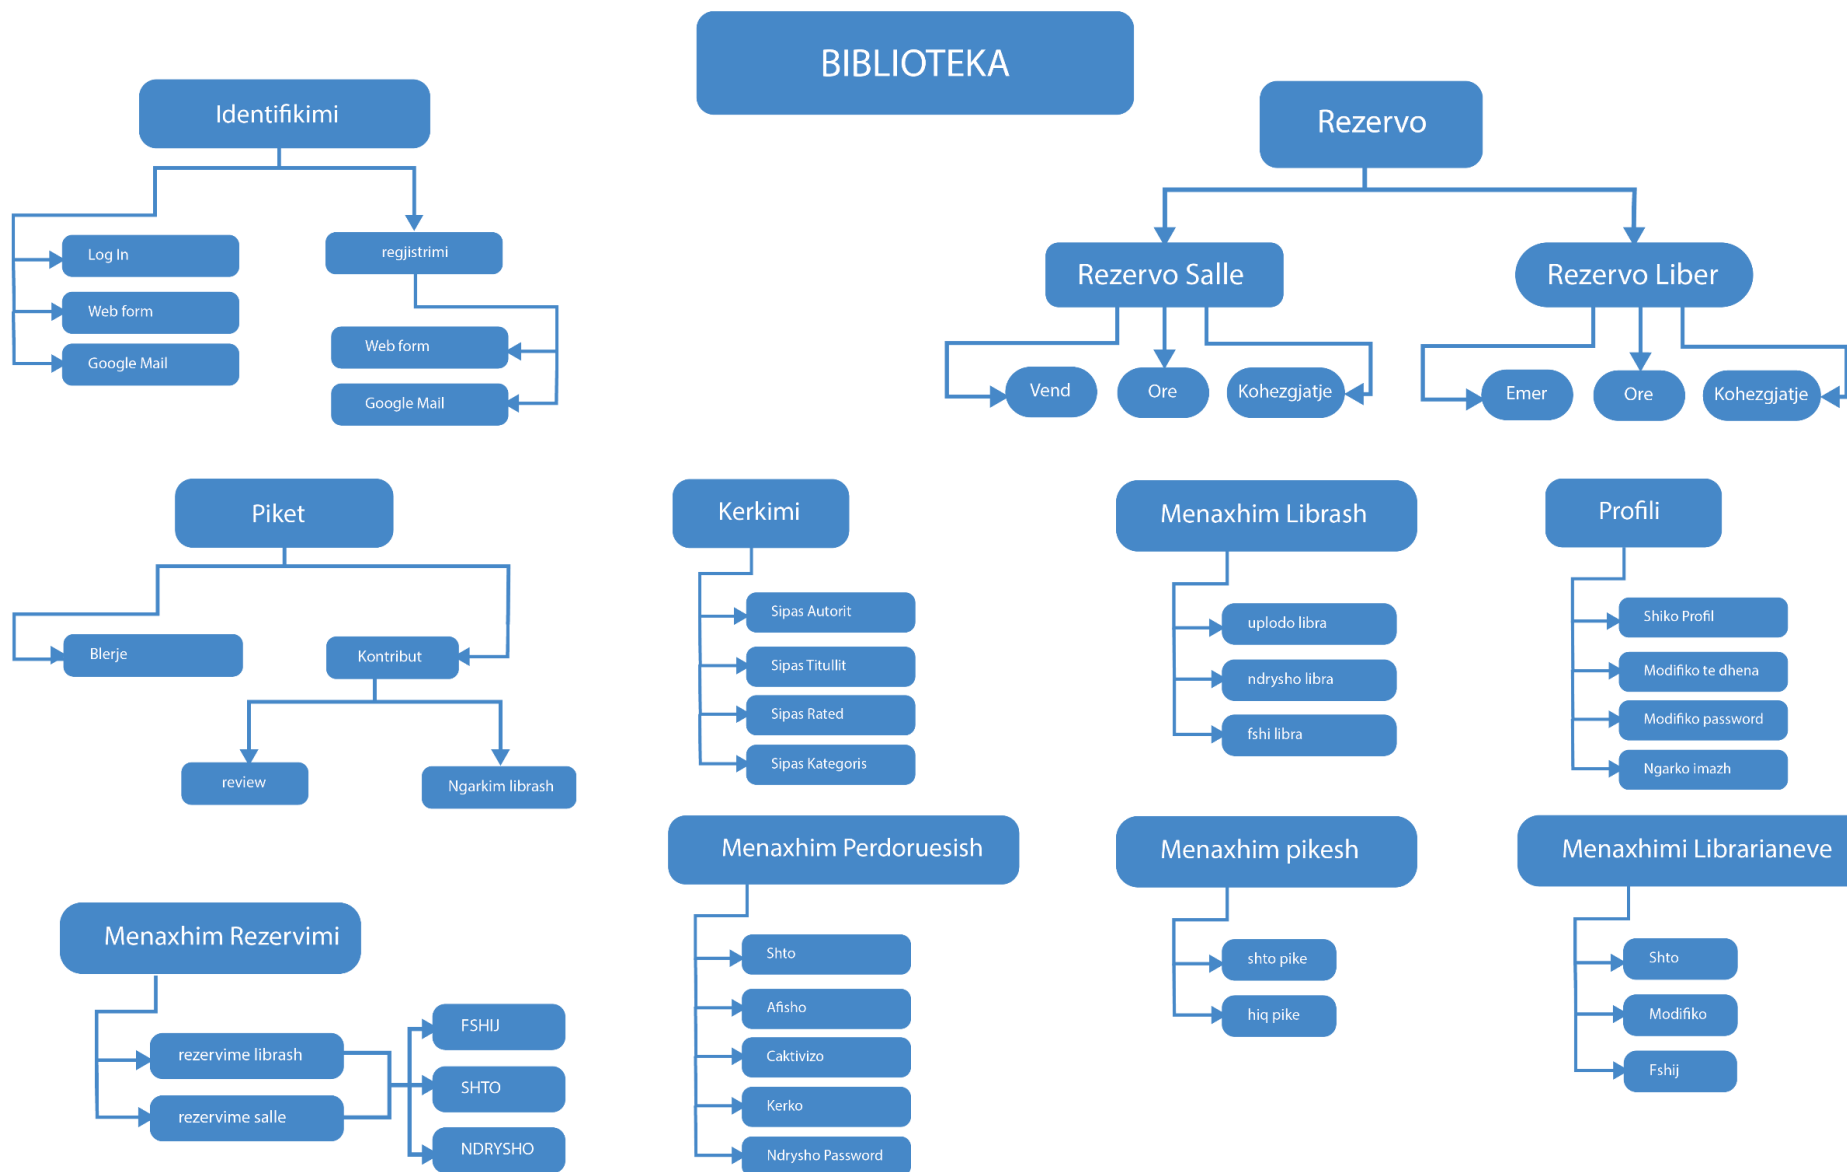 BIBLIOTEKA
Identifikimi
Log In
Web form
Google Mail
regjistrimi
Web form
Google Mail
Rezervo
Rezervo Salle
Vend
Ore
Kohezgjatje
Rezervo Liber
Emer
Ore
Kohezgjatje
Piket
Blerje
Kontribut
review
Ngarkim librash
Kerkimi
Sipas Autorit
Sipas Titullit
Sipas Rated
Sipas Kategoris
Menaxhim Librash
uplodo libra
ndrysho libra
fshi libra
Profili
Shiko Profil
Modifiko te dhena
Modifiko password
Ngarko imazh
Menaxhim Rezervimi
rezervime librash
rezervime salle
FSHIJ
SHTO
NDRYSHO
Menaxhim Perdoruesish
Shto
Afisho
Caktivizo
Kerko
Ndrysho Password
Menaxhim pikesh
shto pike
hiq pike
Menaxhimi Librarianeve
Shto
Modifiko
Fshij